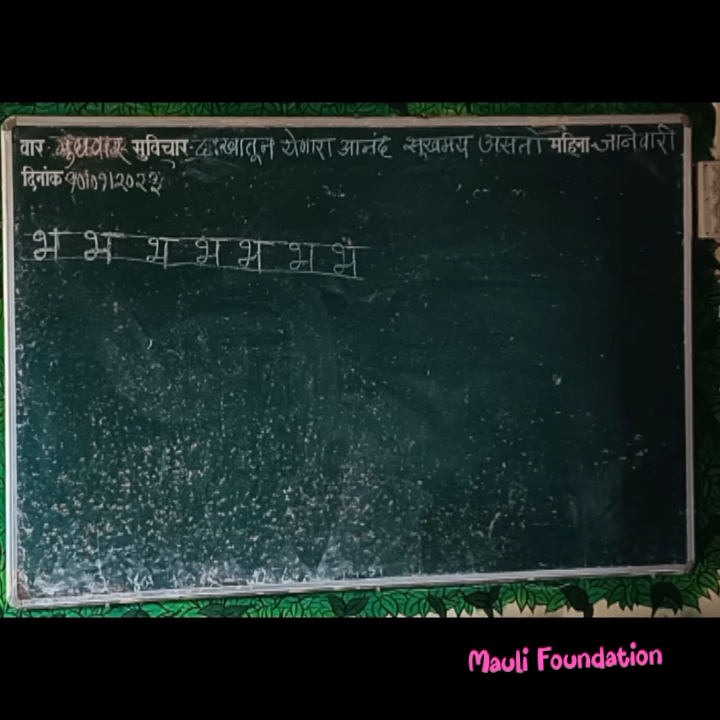 वार बुधवार सुविचार दुःखातून येणारा आनंद सुखमय असतो महिना-जानेवारी
दिनांक
भ भ भ भ भ भ भ
Mauli Foundation